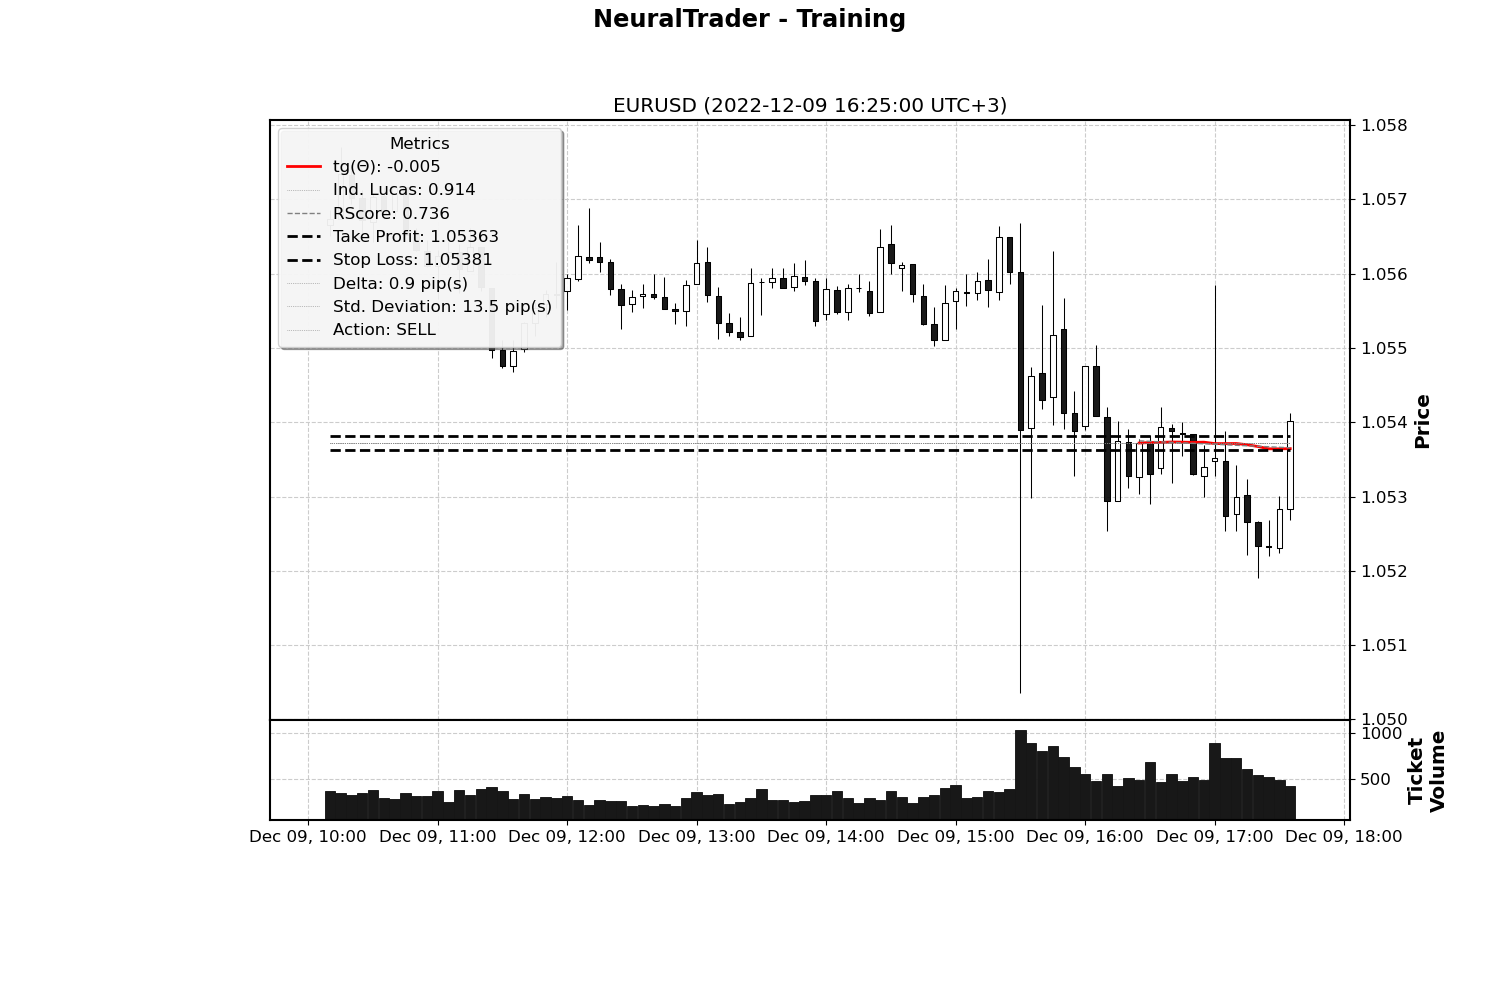 NeuralTrader - Training
EURUSD (2022-12-09 16:25:00 UTC+3)
Metrics
tg(Θ): -0.005
Ind. Lucas: 0.914
RScore: 0.736
Take Profit: 1.05363
Stop Loss: 1.05381
Delta: 0.9 pip(s)
Std. Deviation: 13.5 pip(s)
Action: SELL
1.058
1.057
1.056
1.055
1.054
1.053
1.052
1.051
1.050
Price
1000
500
Ticket
Volume
Dec 09, 10:00 Dec 09, 11:00 Dec 09, 12:00 Dec 09, 13:00 Dec 09, 14:00 Dec 09, 15:00 Dec 09, 16:00 Dec 09, 17:00 Dec 09, 18:00